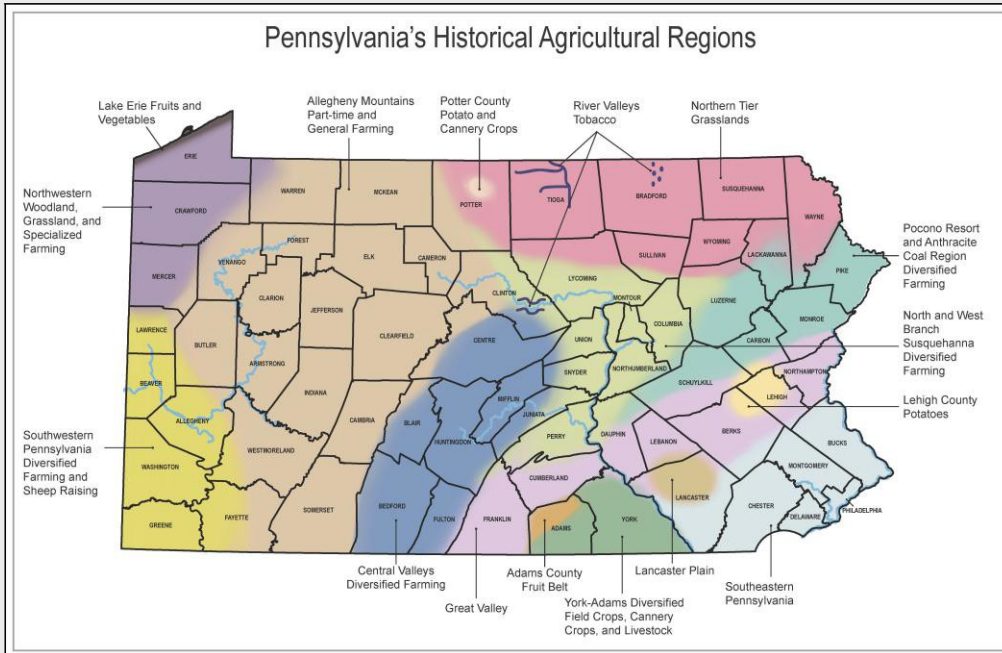 Pennsylvania's Historical Agricultural Regions
Lake Erie Fruits and
Vegetables
Allegheny Mountains
Part-time and
General Farming
Potter County
Potato and
Cannery Crops
River Valleys
Tobacco
Northern Tier
Grasslands
Northwestern
Woodland,
Grassland, and
Specialized
Farming
Pocono Resort
and Anthracite
Coal Region
Diversified
Farming
North and West
Branch
Susquehanna
Diversified
Farming
Lehigh County
Potatoes
Southwestern
Pennsylvania
Diversified
Farming and
Sheep Raising
Central Valleys
Diversified Farming
Great Valley
Adams County
Fruit Belt
York-Adams Diversified
Field Crops, Cannery
Crops, and Livestock
Lancaster Plain
Southeastern
Pennsylvania
ERIE
CRAWFORD
MERCER
WARREN
MCKEAN
POTTER
TIOGA
BRADFORD
SUSQUEHANNA
WAYNE
FOREST
VENANGO
ELK
CAMERON
CLARION
JEFFERSON
CLINTON
LYCOMING
SULLIVAN
WYOMING
LACKAWANNA
PIKE
LAWRENCE
BUTLER
ARMSTRONG
CLEARFIELD
CENTRE
UNION
MONTOUR
COLUMBIA
LUZERNE
MONROE
CARBON
BEAVER
ALLEGHENY
INDIANA
CAMBRIA
BLAIR
HUNTINGDON
MIFFLIN
JUNIATA
SNYDER
NORTHUMBERLAND
SCHUYLKILL
NORTHAMPTON
LEHIGH
WASHINGTON
WESTMORELAND
PERRY
DAUPHIN
LEBANON
BERKS
BUCKS
MONTGOMERY
GREENE
FAYETTE
SOMERSET
BEDFORD
FULTON
FRANKLIN
CUMBERLAND
ADAMS
YORK
LANCASTER
CHESTER
DELAWARE
PHILADELPHIA